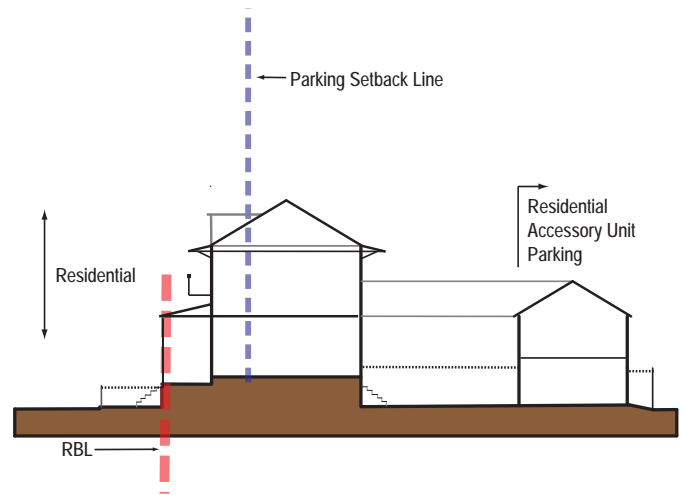 Parking Setback Line
Residential
Accessory Unit
Parking
Residential
RBL